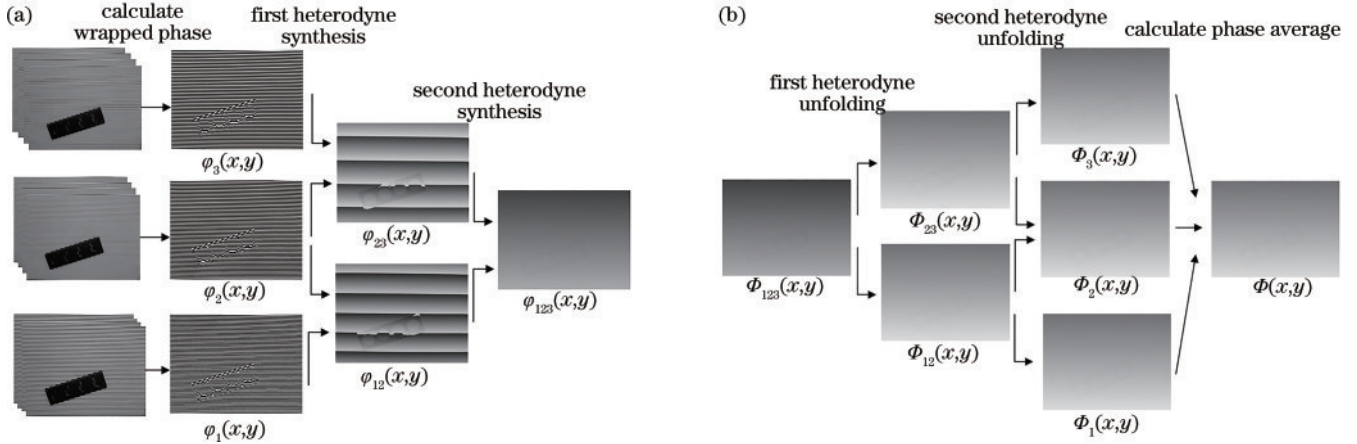 (a)
calculate
wrapped phase
first heterodyne
synthesis
second heterodyne
synthesis
φ₃(x,y)
φ₂₃(x,y)
φ₂(x,y)
φ₁₂₃(x,y)
φ₁₂(x,y)
φ₁(x,y)
(b)
first heterodyne
unfolding
second heterodyne
unfolding
calculate phase average
Φ₃(x,y)
Φ₂₃(x,y)
Φ₁₂₃(x,y)
Φ₂(x,y)
Φ(x,y)
Φ₁₂(x,y)
Φ₁(x,y)